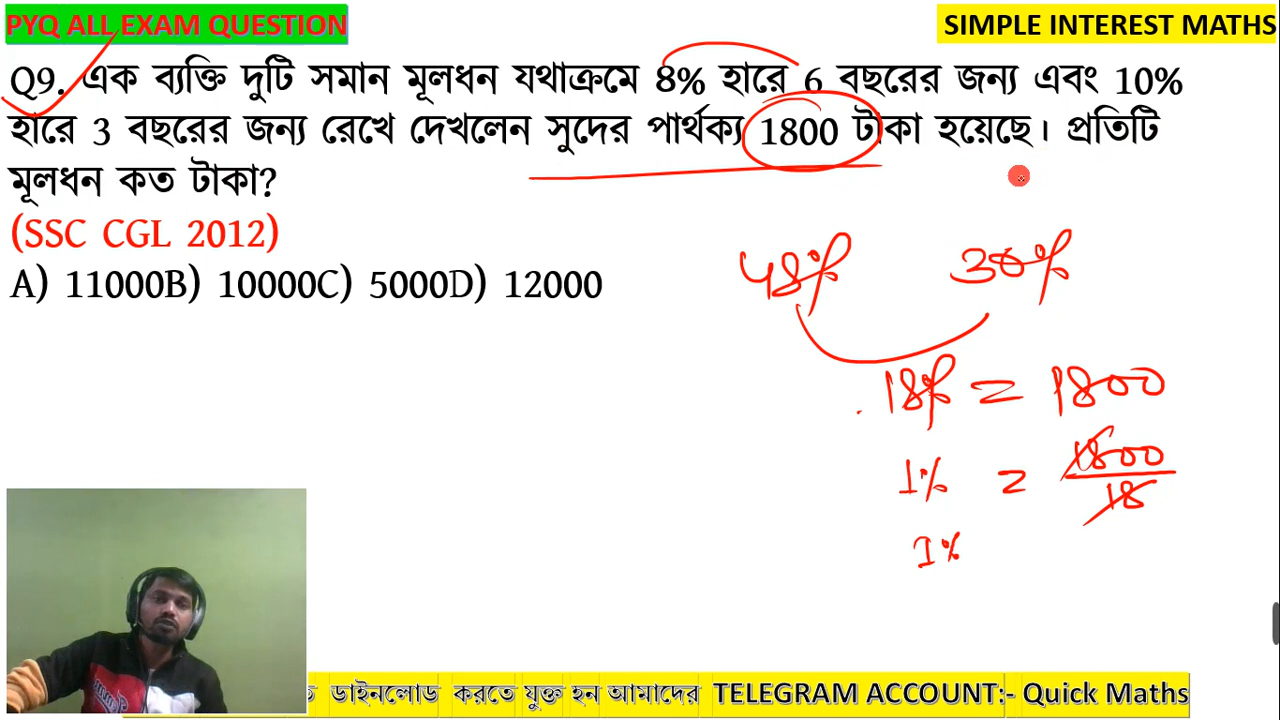 PYQ ALL EXAM QUESTION
SIMPLE INTEREST MATHS
Q9. এক ব্যক্তি দুটি সমান মূলধন যথাক্রমে 8% হারে 6 বছরের জন্য এবং 10%
হারে 3 বছরের জন্য রেখে দেখলেন সুদের পার্থক্য 1800 টাকা হয়েছে। প্রতিটি
মূলধন কত টাকা?
(SSC CGL 2012)
A) 11000B) 10000C) 5000D) 12000
48% 30%
18% = 1800
1% = 1800
18
1%
ডাইনলোড করতে যুক্ত হন আমাদের TELEGRAM ACCOUNT:- Quick Maths